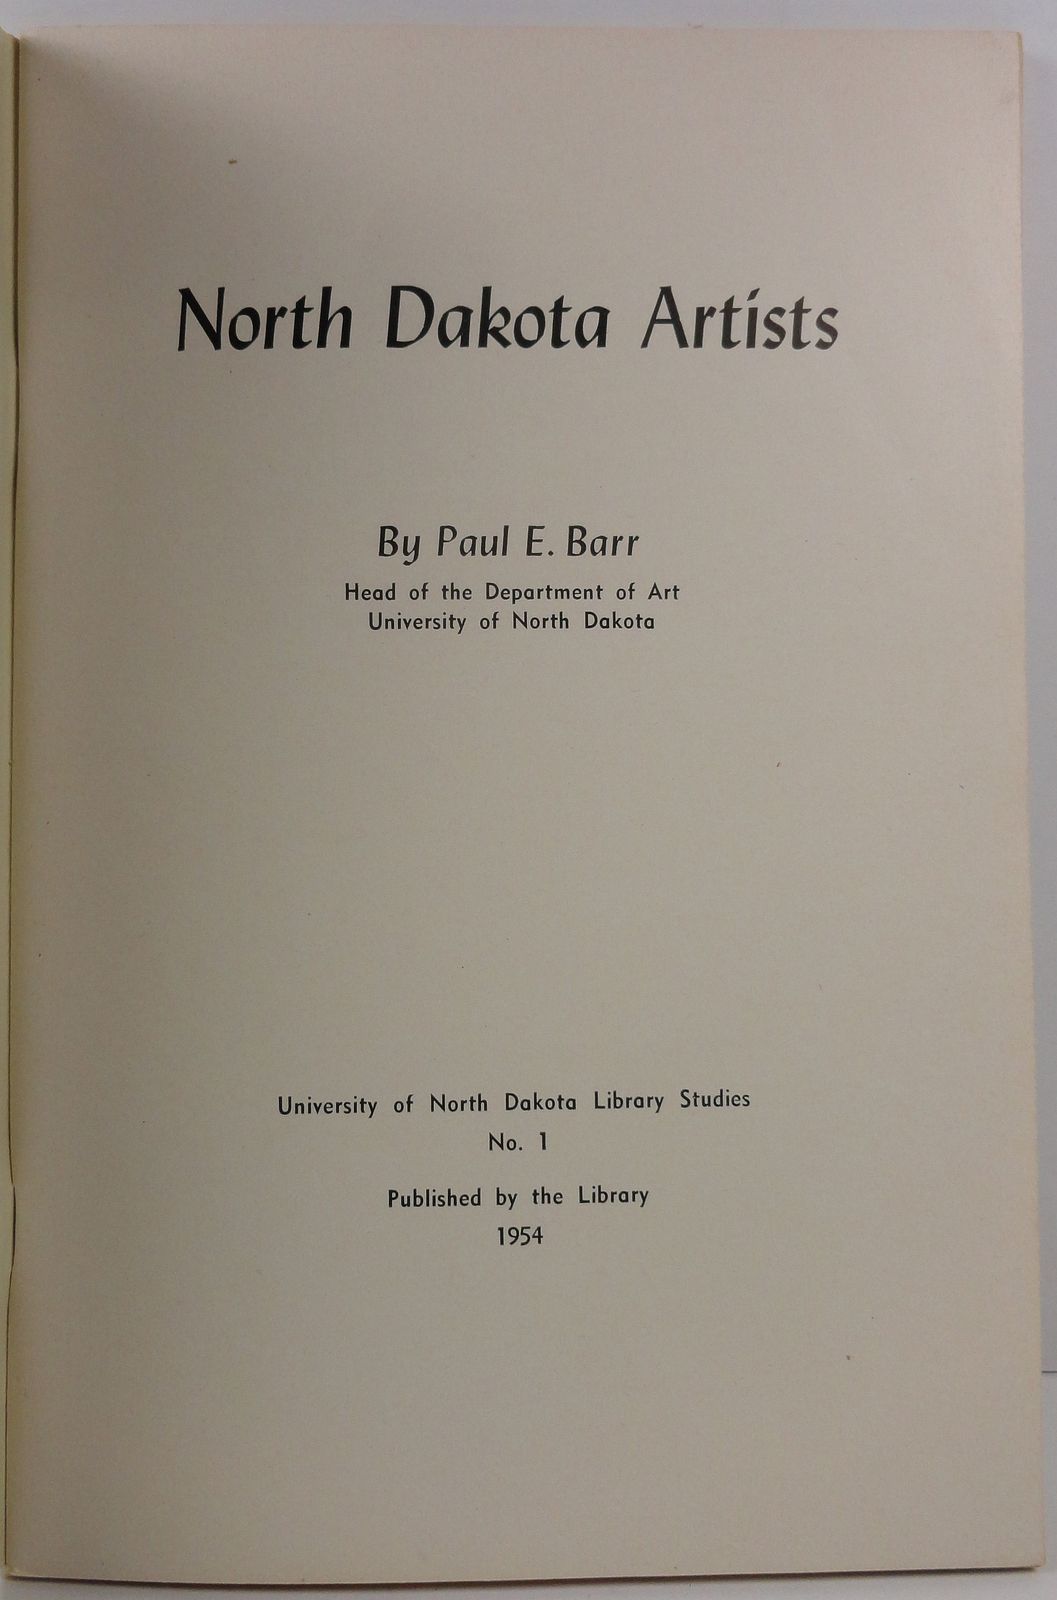 North Dakota Artists
By Paul E. Barr
Head of the Department of Art
University of North Dakota
University of North Dakota Library Studies
No. 1
Published by the Library
1954